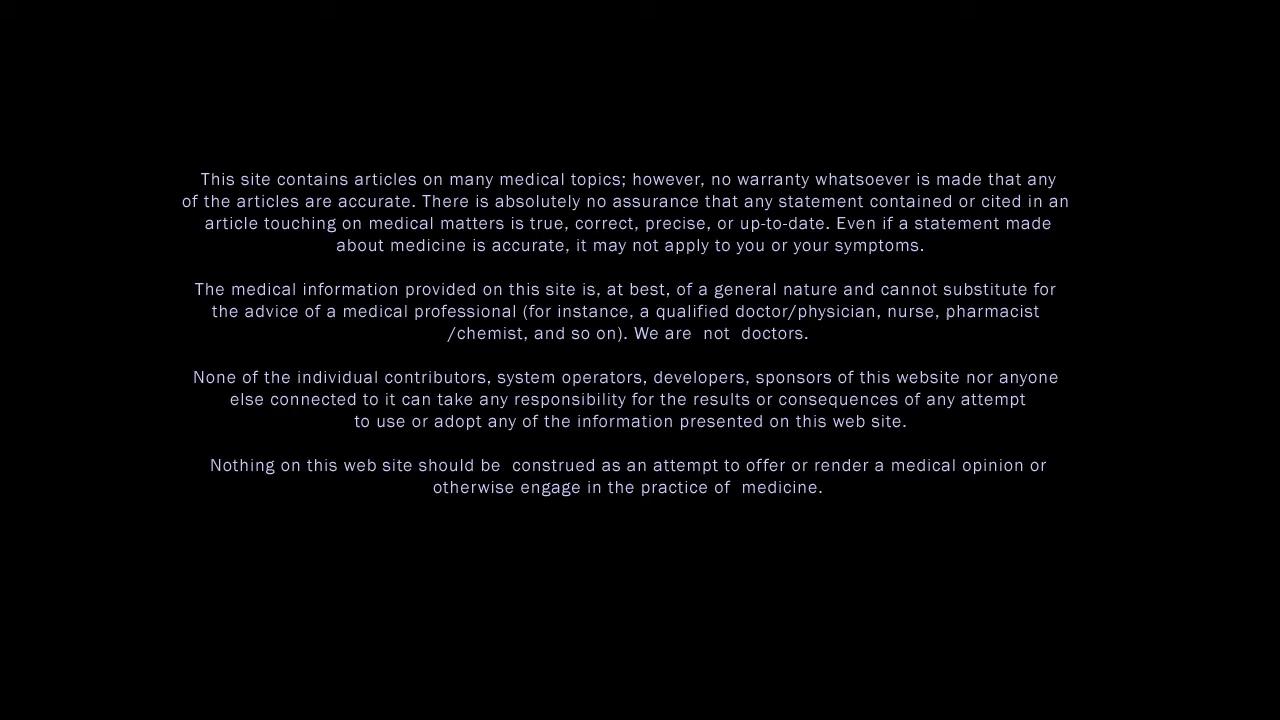 This site contains articles on many medical topics; however, no warranty whatsoever is made that any
of the articles are accurate. There is absolutely no assurance that any statement contained or cited in an
article touching on medical matters is true, correct, precise, or up-to-date. Even if a statement made
about medicine is accurate, it may not apply to you or your symptoms.
The medical information provided on this site is, at best, of a general nature and cannot substitute for
the advice of a medical professional (for instance, a qualified doctor/physician, nurse, pharmacist
/chemist, and so on). We are  not  doctors.
None of the individual contributors, system operators, developers, sponsors of this website nor anyone
else connected to it can take any responsibility for the results or consequences of any attempt
to use or adopt any of the information presented on this web site.
Nothing on this web site should be  construed as an attempt to offer or render a medical opinion or
otherwise engage in the practice of  medicine.